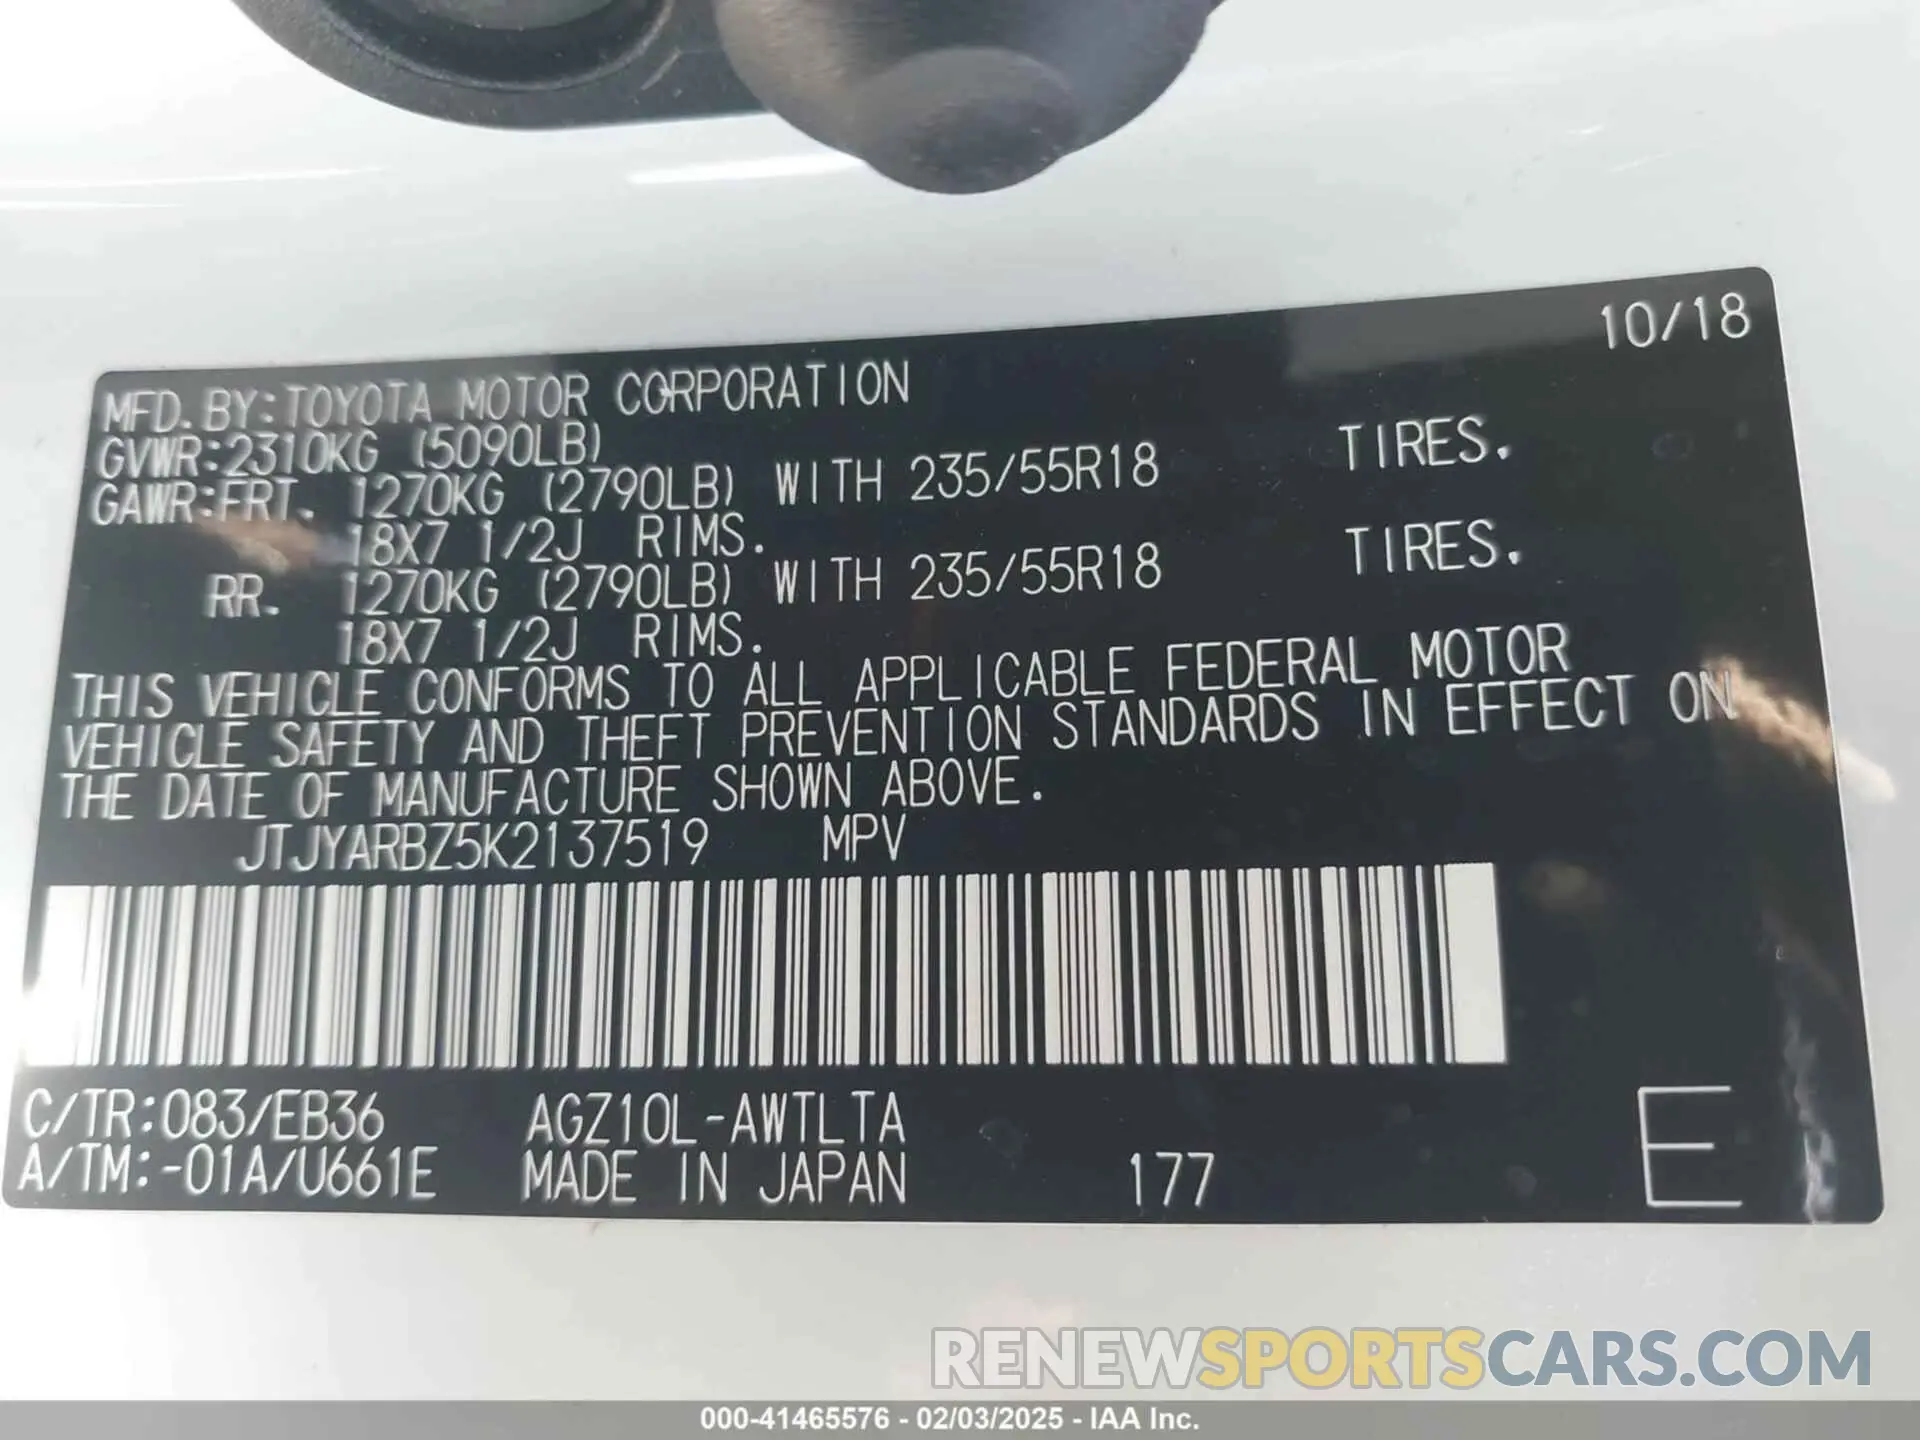 10/18
MFD. BY: TOYOTA MOTOR CORPORATION
GVWR: 2310KG (5090LB)
GAWR: FRT. 1270KG (2790LB) WITH 235/55R18 TIRES.
18X7 1/2J RIMS.
RR. 1270KG (2790LB) WITH 235/55R18 TIRES.
18X7 1/2J RIMS.
THIS VEHICLE CONFORMS TO ALL APPLICABLE FEDERAL MOTOR
VEHICLE SAFETY AND THEFT PREVENTION STANDARDS IN EFFECT ON
THE DATE OF MANUFACTURE SHOWN ABOVE.
JTJYARBZ5K2137519 MPV
C/TR:083/EB36 AGZ10L-AWTLTA
A/TM:-01A/U661E MADE IN JAPAN 177 E
RENEWSPORTSCARS.COM
000-41465576 - 02/03/2025 - IAA Inc.